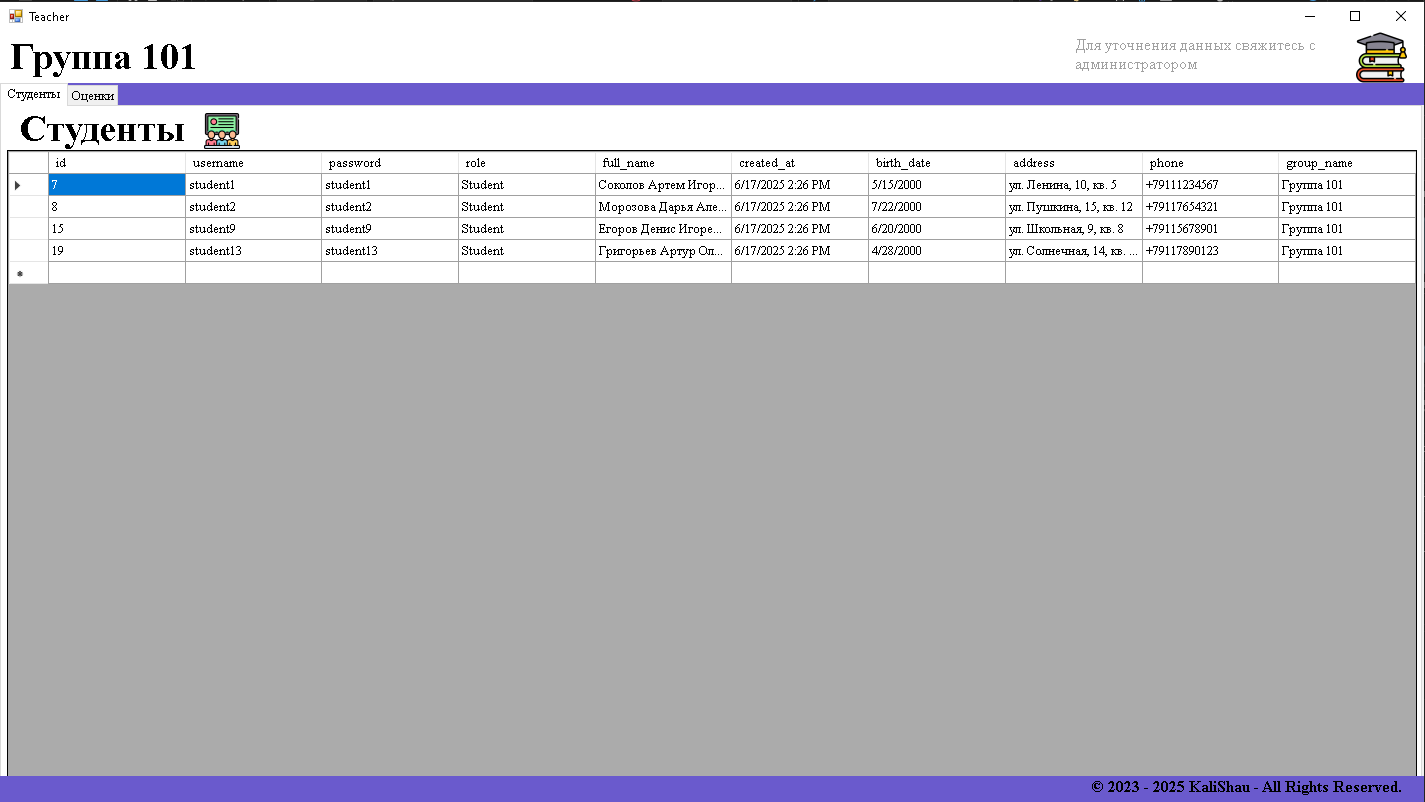 Teacher
Группа 101
Для уточнения данных свяжитесь с
администратором
Студенты Оценки
Студенты
id username password role full_name created_at birth_date address phone group_name
7 student1 student1 Student Соколов Артем Игор... 6/17/2025 2:26 PM 5/15/2000 ул. Ленина, 10, кв. 5 +79111234567 Группа 101
8 student2 student2 Student Морозова Дарья Але... 6/17/2025 2:26 PM 7/22/2000 ул. Пушкина, 15, кв. 12 +79117654321 Группа 101
15 student9 student9 Student Егоров Денис Игоре... 6/17/2025 2:26 PM 6/20/2000 ул. Школьная, 9, кв. 8 +79115678901 Группа 101
19 student13 student13 Student Григорьев Артур Ол... 6/17/2025 2:26 PM 4/28/2000 ул. Солнечная, 14, кв. ... +79117890123 Группа 101
© 2023 - 2025 KaliShau - All Rights Reserved.